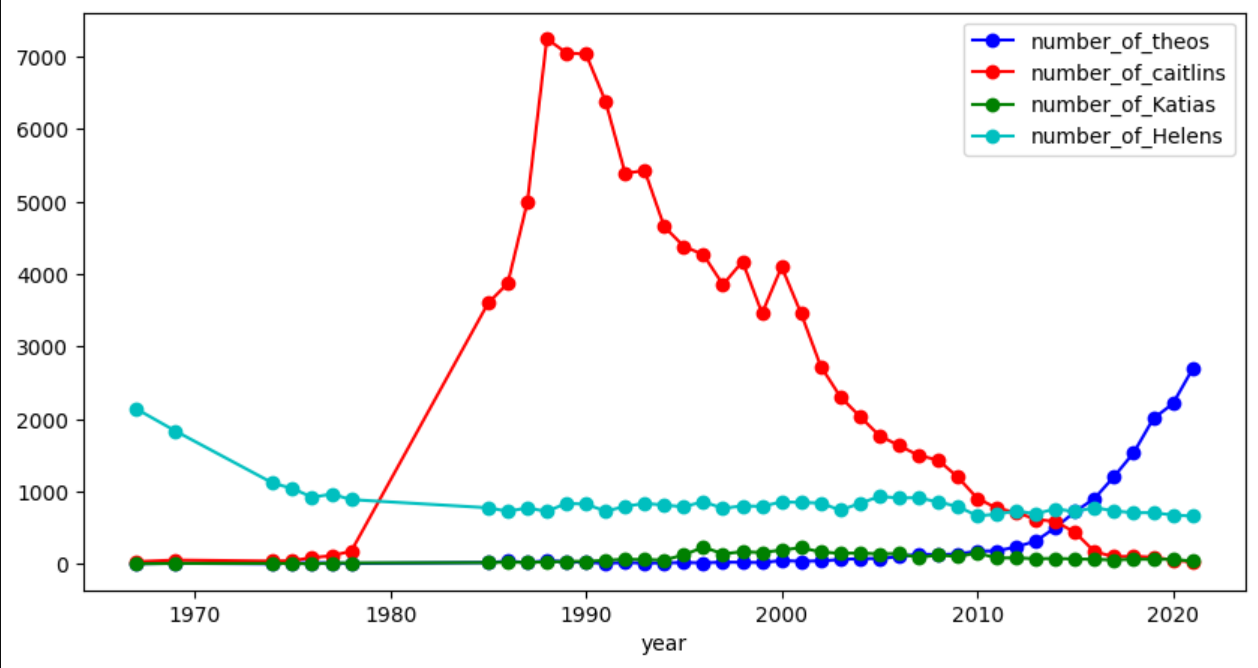 7000
6000
5000
4000
3000
2000
1000
0
number_of_theos
number_of_caitlins
number_of_Katias
number_of_Helens
1970 1980 1990 2000 2010 2020
year